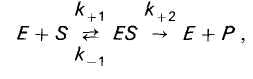 k+1 k+2
E + S ⇄ ES → E + P ,
k−1